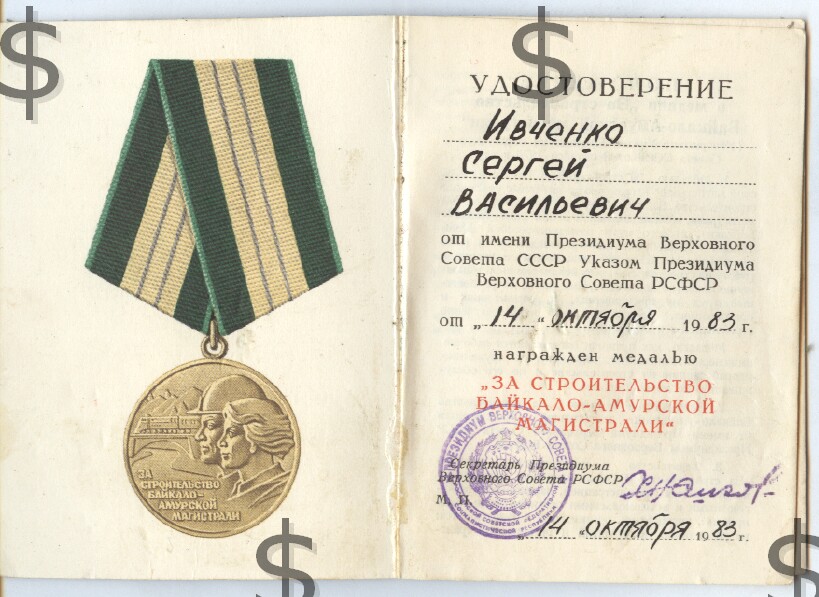 ЗА
СТРОИТЕЛЬСТВО
БАЙКАЛО-
АМУРСКОЙ
МАГИСТРАЛИ
УДОСТОВЕРЕНИЕ
Ивченко
Сергей
Васильевич
от имени Президиума Верховного
Совета СССР Указом Президиума
Верховного Совета РСФСР
от „ 14 “ октября 1983 г.
награжден медалью
„ЗА СТРОИТЕЛЬСТВО
БАЙКАЛО-АМУРСКОЙ
МАГИСТРАЛИ“
Секретарь Президиума
Верховного Совета РСФСР
М. П.
„14 октября 1983 г.
$
$
$
$